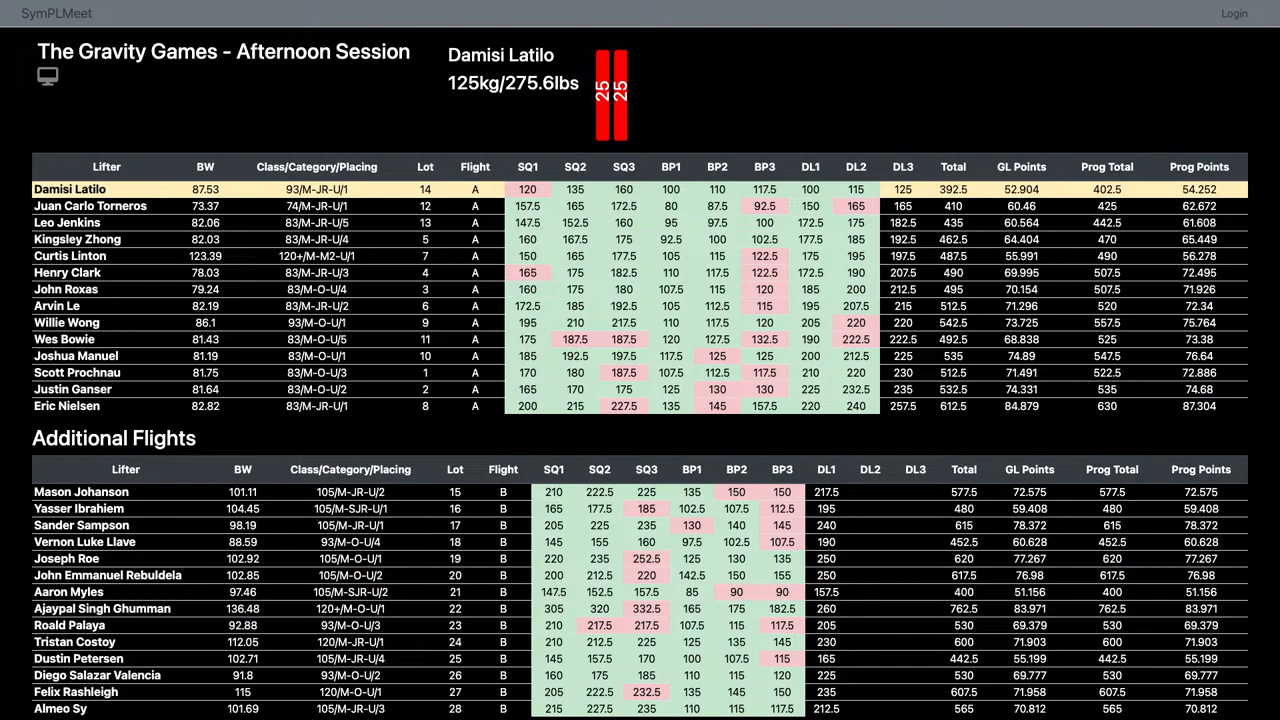 SymPLMeet Login
The Gravity Games - Afternoon Session
Damisi Latilo
125kg/275.6lbs
25 25
Lifter BW Class/Category/Placing Lot Flight SQ1 SQ2 SQ3 BP1 BP2 BP3 DL1 DL2 DL3 Total GL Points Prog Total Prog Points
Damisi Latilo 87.53 93/M-JR-U/1 14 A 120 135 160 100 110 117.5 100 115 125 392.5 52.904 402.5 54.252
Juan Carlo Torneros 73.37 74/M-JR-U/1 12 A 157.5 165 172.5 80 87.5 92.5 150 165 165 410 60.46 425 62.672
Leo Jenkins 82.06 83/M-JR-U/5 13 A 147.5 152.5 160 95 97.5 100 172.5 175 182.5 435 60.564 442.5 61.608
Kingsley Zhong 82.03 83/M-JR-U/4 5 A 160 167.5 175 92.5 100 102.5 177.5 185 192.5 462.5 64.404 470 65.449
Curtis Linton 123.39 120+/M-M2-U/1 7 A 150 165 177.5 105 115 122.5 175 195 197.5 487.5 55.991 490 56.278
Henry Clark 78.03 83/M-JR-U/3 4 A 165 175 182.5 110 117.5 122.5 172.5 190 207.5 490 69.995 507.5 72.495
John Roxas 79.24 83/M-O-U/4 3 A 160 175 180 107.5 115 120 185 200 212.5 495 70.154 507.5 71.926
Arvin Le 82.19 83/M-JR-U/2 6 A 172.5 185 192.5 105 112.5 115 195 207.5 215 512.5 71.296 520 72.34
Willie Wong 86.1 93/M-O-U/1 9 A 195 210 217.5 110 117.5 120 205 220 220 542.5 73.725 557.5 75.764
Wes Bowie 81.43 83/M-O-U/5 11 A 175 187.5 187.5 120 127.5 132.5 190 222.5 222.5 492.5 68.838 525 73.38
Joshua Manuel 81.19 83/M-O-U/1 10 A 185 192.5 197.5 117.5 125 125 200 212.5 225 535 74.89 547.5 76.64
Scott Prochnau 81.75 83/M-O-U/3 1 A 170 180 187.5 107.5 112.5 117.5 210 220 230 512.5 71.491 522.5 72.886
Justin Ganser 81.64 83/M-O-U/2 2 A 165 170 175 125 130 130 225 232.5 235 532.5 74.331 535 74.68
Eric Nielsen 82.82 83/M-JR-U/1 8 A 200 215 227.5 135 145 157.5 220 240 257.5 612.5 84.879 630 87.304
Additional Flights
Lifter BW Class/Category/Placing Lot Flight SQ1 SQ2 SQ3 BP1 BP2 BP3 DL1 DL2 DL3 Total GL Points Prog Total Prog Points
Mason Johanson 101.11 105/M-JR-U/2 15 B 210 222.5 225 135 150 150 217.5 577.5 72.575 577.5 72.575
Yasser Ibrahiem 104.45 105/M-SJR-U/1 16 B 165 177.5 185 102.5 107.5 112.5 195 480 59.408 480 59.408
Sander Sampson 98.19 105/M-JR-U/1 17 B 205 225 235 130 140 145 240 615 78.372 615 78.372
Vernon Luke Llave 88.59 93/M-O-U/4 18 B 145 155 160 97.5 102.5 107.5 190 452.5 60.628 452.5 60.628
Joseph Roe 102.92 105/M-O-U/1 19 B 220 235 252.5 125 130 135 250 620 77.267 620 77.267
John Emmanuel Rebuldela 102.85 105/M-O-U/2 20 B 200 212.5 220 142.5 150 155 250 617.5 76.98 617.5 76.98
Aaron Myles 97.46 105/M-SJR-U/2 21 B 147.5 152.5 157.5 85 90 90 157.5 400 51.156 400 51.156
Ajaypal Singh Ghumman 136.48 120+/M-O-U/1 22 B 305 320 332.5 165 175 182.5 260 762.5 83.971 762.5 83.971
Roald Palaya 92.88 93/M-O-U/3 23 B 210 217.5 217.5 107.5 115 117.5 205 530 69.379 530 69.379
Tristan Costoy 112.05 120/M-JR-U/1 24 B 210 212.5 225 125 135 145 230 600 71.903 600 71.903
Dustin Petersen 102.71 105/M-JR-U/4 25 B 145 157.5 170 100 107.5 115 165 442.5 55.199 442.5 55.199
Diego Salazar Valencia 91.8 93/M-O-U/2 26 B 160 175 185 110 115 120 225 530 69.777 530 69.777
Felix Rashleigh 115 120/M-O-U/1 27 B 205 222.5 232.5 135 145 150 235 607.5 71.958 607.5 71.958
Almeo Sy 101.69 105/M-JR-U/3 28 B 215 227.5 235 110 115 117.5 212.5 565 70.812 565 70.812